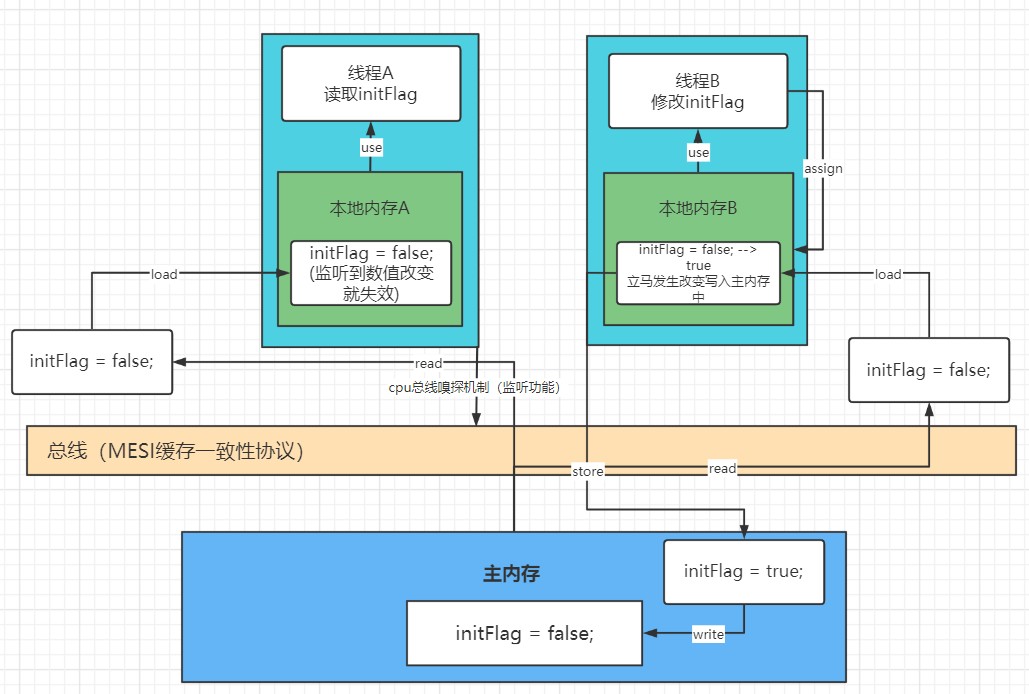 线程A
读取initFlag
use
本地内存A
initFlag = false;
(监听到数值改变
就失效)
load
initFlag = false;
线程B
修改initFlag
use
assign
本地内存B
initFlag = false; -->
true
立马发生改变写入主内存
中
load
initFlag = false;
read
cpu总线嗅探机制（监听功能）
总线（MESI缓存一致性协议）
store
read
主内存
initFlag = true;
write
initFlag = false;